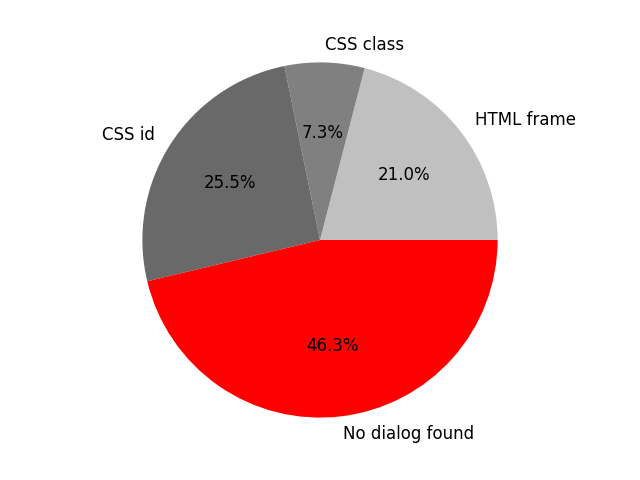 CSS class
HTML frame
7.3%
CSS id
21.0%
25.5%
46.3%
No dialog found